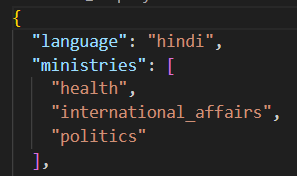 {
"language": "hindi",
"ministries": [
"health",
"international_affairs",
"politics"
],